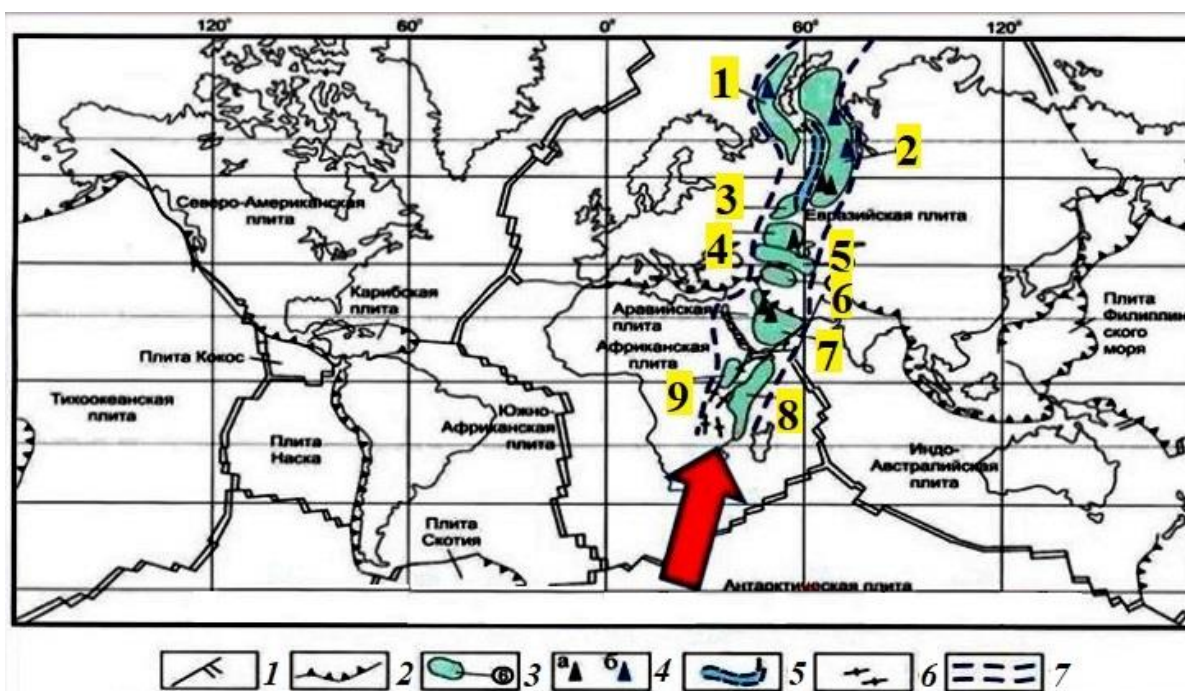 120° 60° 0° 60° 120°
1
2
Северо-Американская
плита
3
Евразийская плита
4
5
Карибская
плита
Аравийская
плита
6
Плита
Филиппин
ского
моря
Плита Кокос
Африканская
плита
7
Тихоокеанская
плита
9
8
Южно-
Африканская
плита
Плита
Наска
Индо-
Австралийская
плита
Плита
Скотия
Антарктическая плита
1 2 6 3 а б 4 5 6 7